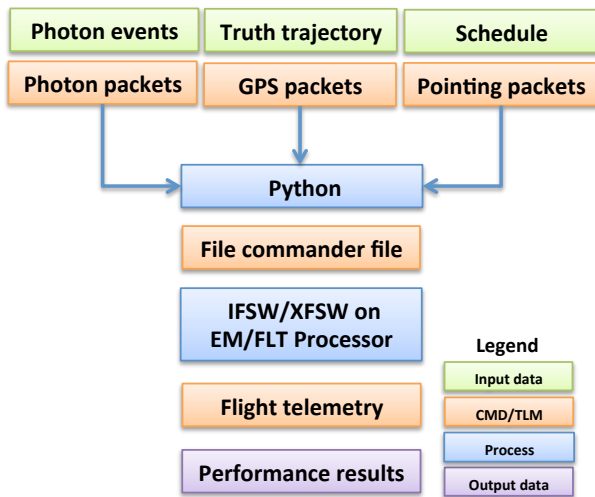 Photon events
Truth trajectory
Schedule
Photon packets
GPS packets
Pointing packets
Python
File commander file
IFSW/XFSW on
EM/FLT Processor
Flight telemetry
Performance results
Legend
Input data
CMD/TLM
Process
Output data